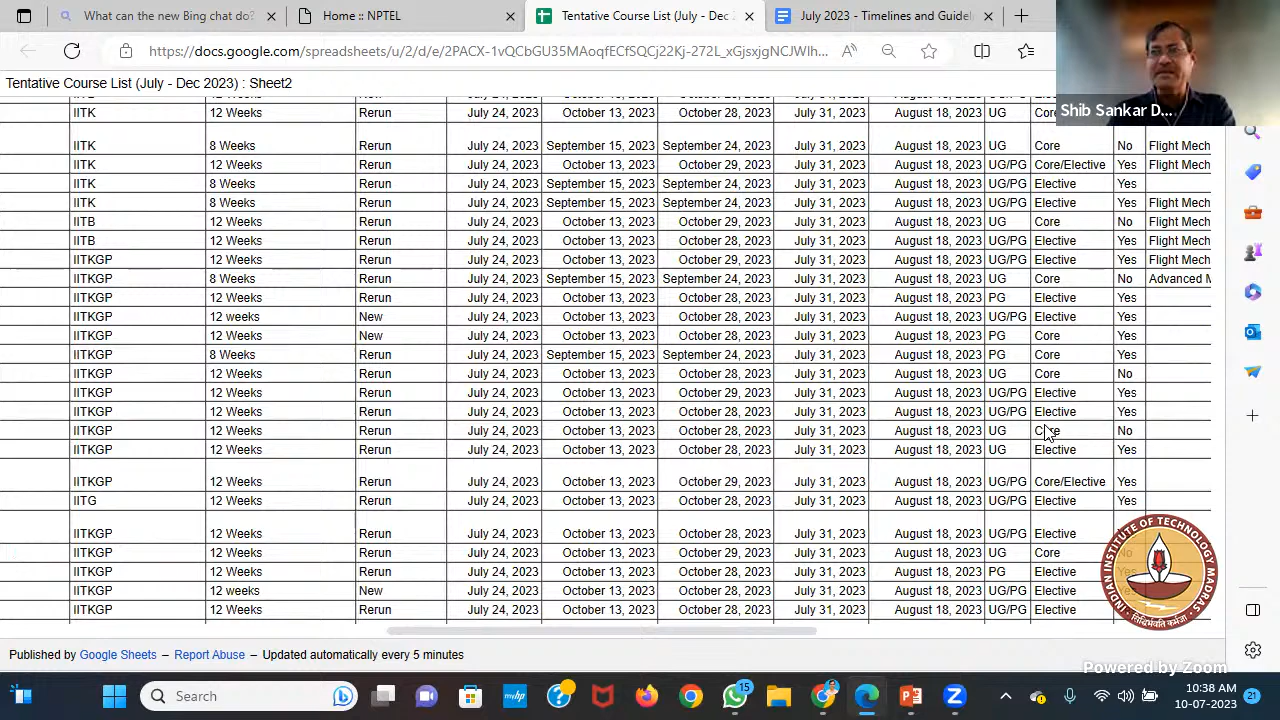 What can the new Bing chat do?
Home :: NPTEL
Tentative Course List (July - Dec
July 2023 - Timelines and Guidel
https://docs.google.com/spreadsheets/u/2/d/e/2PACX-1vQCbGU35MAoqfECfSQCj22Kj-272L_xGjsxjgNCJWIh...
Tentative Course List (July - Dec 2023) : Sheet2
Shib Sankar D...
IITK 12 Weeks Rerun July 24, 2023 October 13, 2023 October 28, 2023 July 31, 2023 August 18, 2023 UG
IITK 8 Weeks Rerun July 24, 2023 September 15, 2023 September 24, 2023 July 31, 2023 August 18, 2023 UG Core No Flight Mech
IITK 12 Weeks Rerun July 24, 2023 October 13, 2023 October 29, 2023 July 31, 2023 August 18, 2023 UG/PG Core/Elective Yes Flight Mech
IITK 8 Weeks Rerun July 24, 2023 September 15, 2023 September 24, 2023 July 31, 2023 August 18, 2023 UG/PG Elective Yes
IITK 8 Weeks Rerun July 24, 2023 September 15, 2023 September 24, 2023 July 31, 2023 August 18, 2023 UG/PG Elective Yes Flight Mech
IITB 12 Weeks Rerun July 24, 2023 October 13, 2023 October 29, 2023 July 31, 2023 August 18, 2023 UG Core No Flight Mech
IITB 12 Weeks Rerun July 24, 2023 October 13, 2023 October 28, 2023 July 31, 2023 August 18, 2023 UG/PG Elective Yes Flight Mech
IITKGP 12 Weeks Rerun July 24, 2023 October 13, 2023 October 29, 2023 July 31, 2023 August 18, 2023 UG/PG Elective Yes Flight Mech
IITKGP 8 Weeks Rerun July 24, 2023 September 15, 2023 September 24, 2023 July 31, 2023 August 18, 2023 UG Core No Advanced M
IITKGP 12 Weeks Rerun July 24, 2023 October 13, 2023 October 28, 2023 July 31, 2023 August 18, 2023 PG Elective Yes
IITKGP 12 weeks New July 24, 2023 October 13, 2023 October 28, 2023 July 31, 2023 August 18, 2023 UG/PG Elective Yes
IITKGP 12 Weeks New July 24, 2023 October 13, 2023 October 28, 2023 July 31, 2023 August 18, 2023 PG Core Yes
IITKGP 8 Weeks Rerun July 24, 2023 September 15, 2023 September 24, 2023 July 31, 2023 August 18, 2023 PG Core Yes
IITKGP 12 Weeks Rerun July 24, 2023 October 13, 2023 October 28, 2023 July 31, 2023 August 18, 2023 UG Core No
IITKGP 12 Weeks Rerun July 24, 2023 October 13, 2023 October 29, 2023 July 31, 2023 August 18, 2023 UG/PG Elective Yes
IITKGP 12 Weeks Rerun July 24, 2023 October 13, 2023 October 28, 2023 July 31, 2023 August 18, 2023 UG/PG Elective Yes
IITKGP 12 Weeks Rerun July 24, 2023 October 13, 2023 October 28, 2023 July 31, 2023 August 18, 2023 UG Core No
IITKGP 12 Weeks Rerun July 24, 2023 October 13, 2023 October 28, 2023 July 31, 2023 August 18, 2023 UG Elective Yes
IITKGP 12 Weeks Rerun July 24, 2023 October 13, 2023 October 29, 2023 July 31, 2023 August 18, 2023 UG/PG Core/Elective Yes
IITG 12 Weeks Rerun July 24, 2023 October 13, 2023 October 28, 2023 July 31, 2023 August 18, 2023 UG/PG Elective Yes
IITKGP 12 Weeks Rerun July 24, 2023 October 13, 2023 October 28, 2023 July 31, 2023 August 18, 2023 UG/PG Elective
IITKGP 12 Weeks Rerun July 24, 2023 October 13, 2023 October 29, 2023 July 31, 2023 August 18, 2023 UG Core No
IITKGP 12 Weeks Rerun July 24, 2023 October 13, 2023 October 28, 2023 July 31, 2023 August 18, 2023 PG Elective
IITKGP 12 weeks New July 24, 2023 October 13, 2023 October 28, 2023 July 31, 2023 August 18, 2023 UG/PG Elective
IITKGP 12 Weeks Rerun July 24, 2023 October 13, 2023 October 28, 2023 July 31, 2023 August 18, 2023 UG/PG Elective
INDIAN INSTITUTE OF TECHNOLOGY MADRAS
सिद्धिर्भवति कर्मजा
Published by Google Sheets – Report Abuse – Updated automatically every 5 minutes
Powered by Zoom
Search
15
10:38 AM
10-07-2023
21